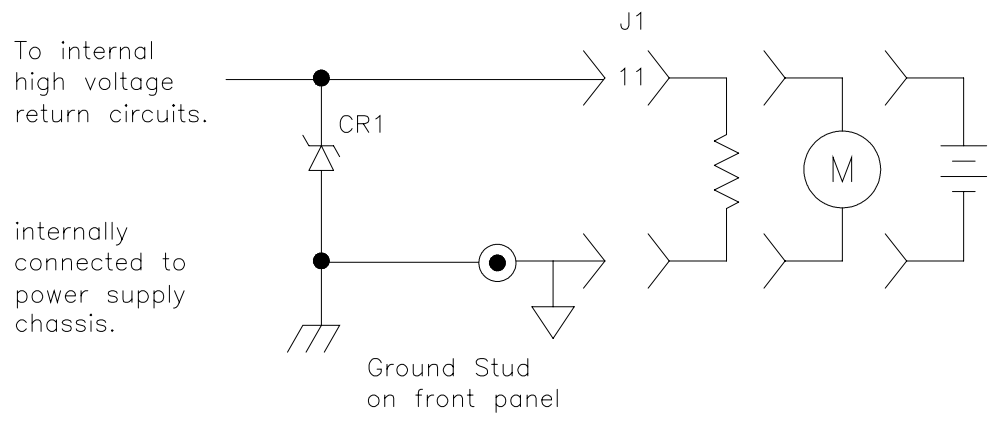 J1
To internal
high voltage
return circuits.
11
CR1
M
internally
connected to
power supply
chassis.
Ground Stud
on front panel